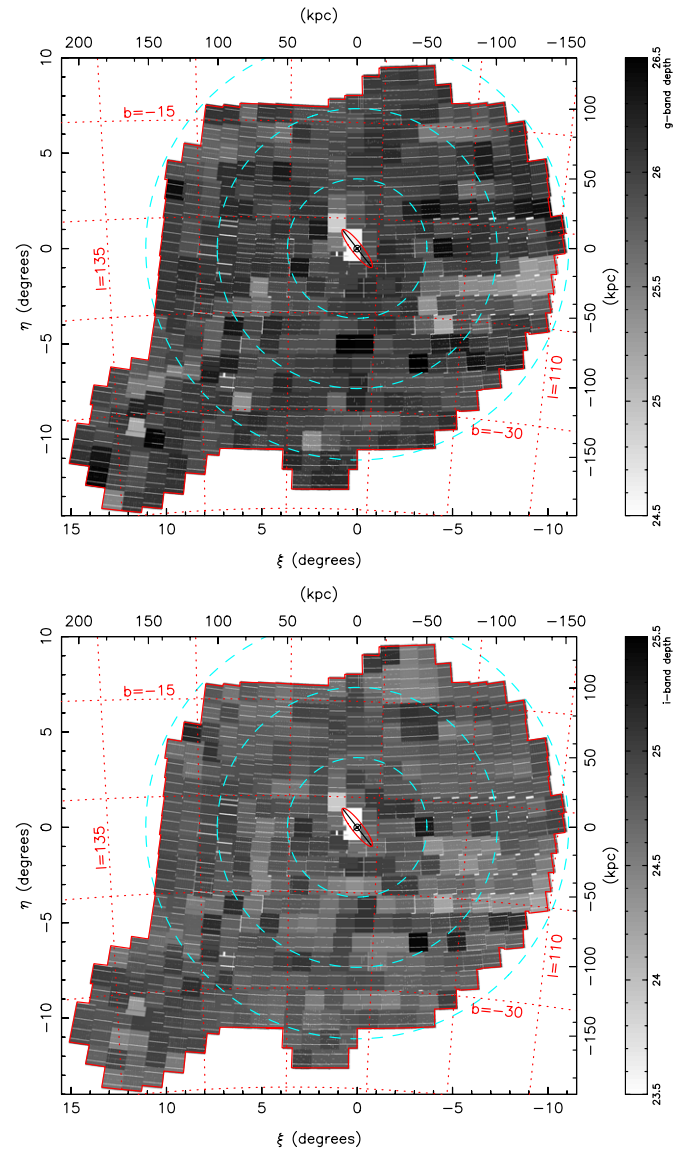 (kpc)
200 150 100 50 0 −50 −100 −150
10
5
0
−5
−10
η (degrees)
b=−15
l=135
l=110
b=−30
100
50
0
−50
−100
−150
(kpc)
15 10 5 0 −5 −10
ξ (degrees)
26.5
26
25.5
25
24.5
g−band depth
(kpc)
200 150 100 50 0 −50 −100 −150
10
5
0
−5
−10
η (degrees)
b=−15
l=135
l=110
b=−30
100
50
0
−50
−100
−150
(kpc)
15 10 5 0 −5 −10
ξ (degrees)
25.5
25
24.5
24
23.5
i−band depth